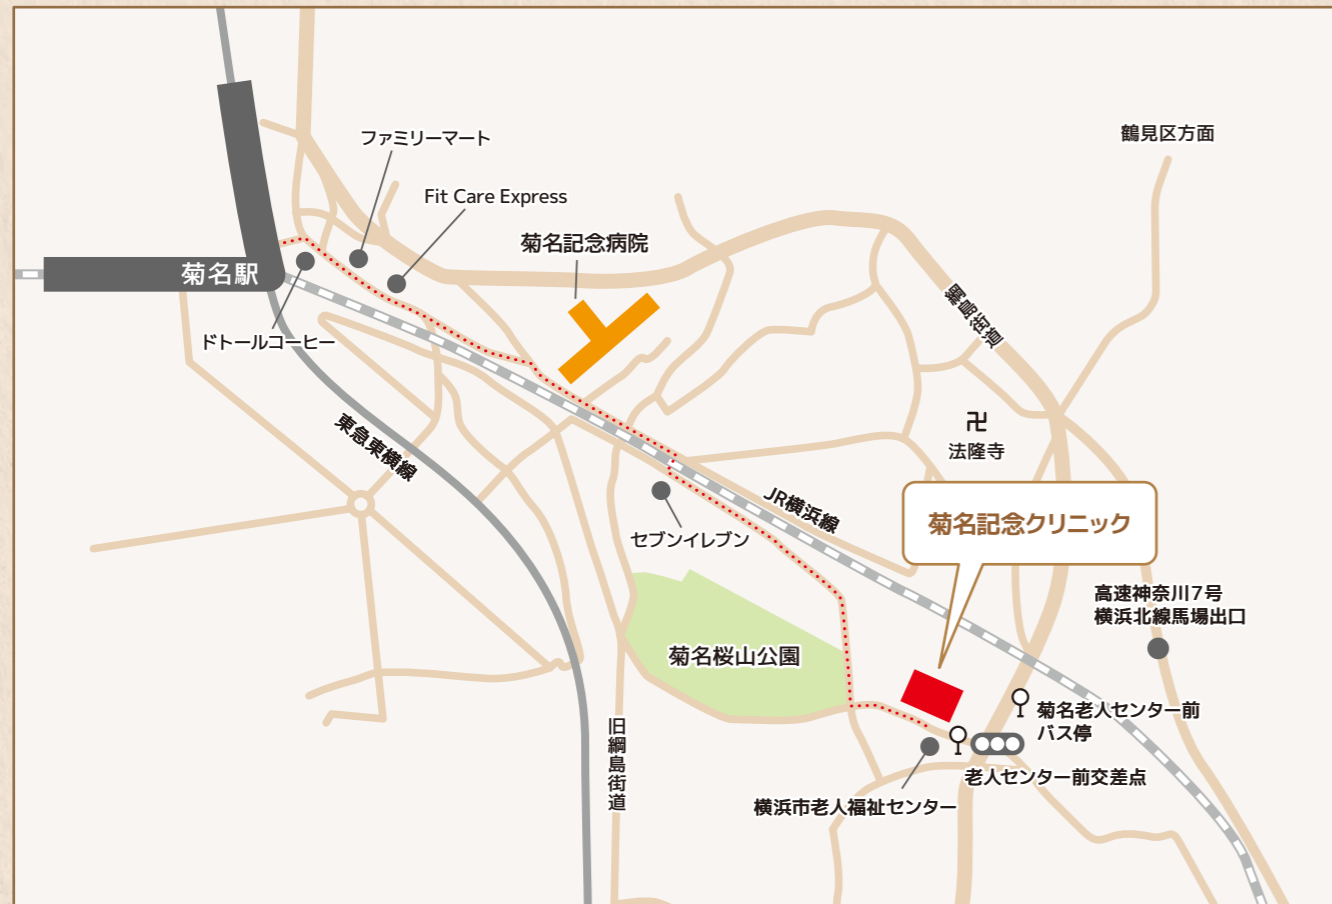 ファミリーマート
鶴見区方面
Fit Care Express
菊名記念病院
菊名駅
綱島街道
ドトールコーヒー
東急東横線
卍
法隆寺
JR横浜線
菊名記念クリニック
セブンイレブン
高速神奈川7号
横浜北線馬場出口
菊名桜山公園
菊名老人センター前
バス停
旧綱島街道
老人センター前交差点
横浜市老人福祉センター